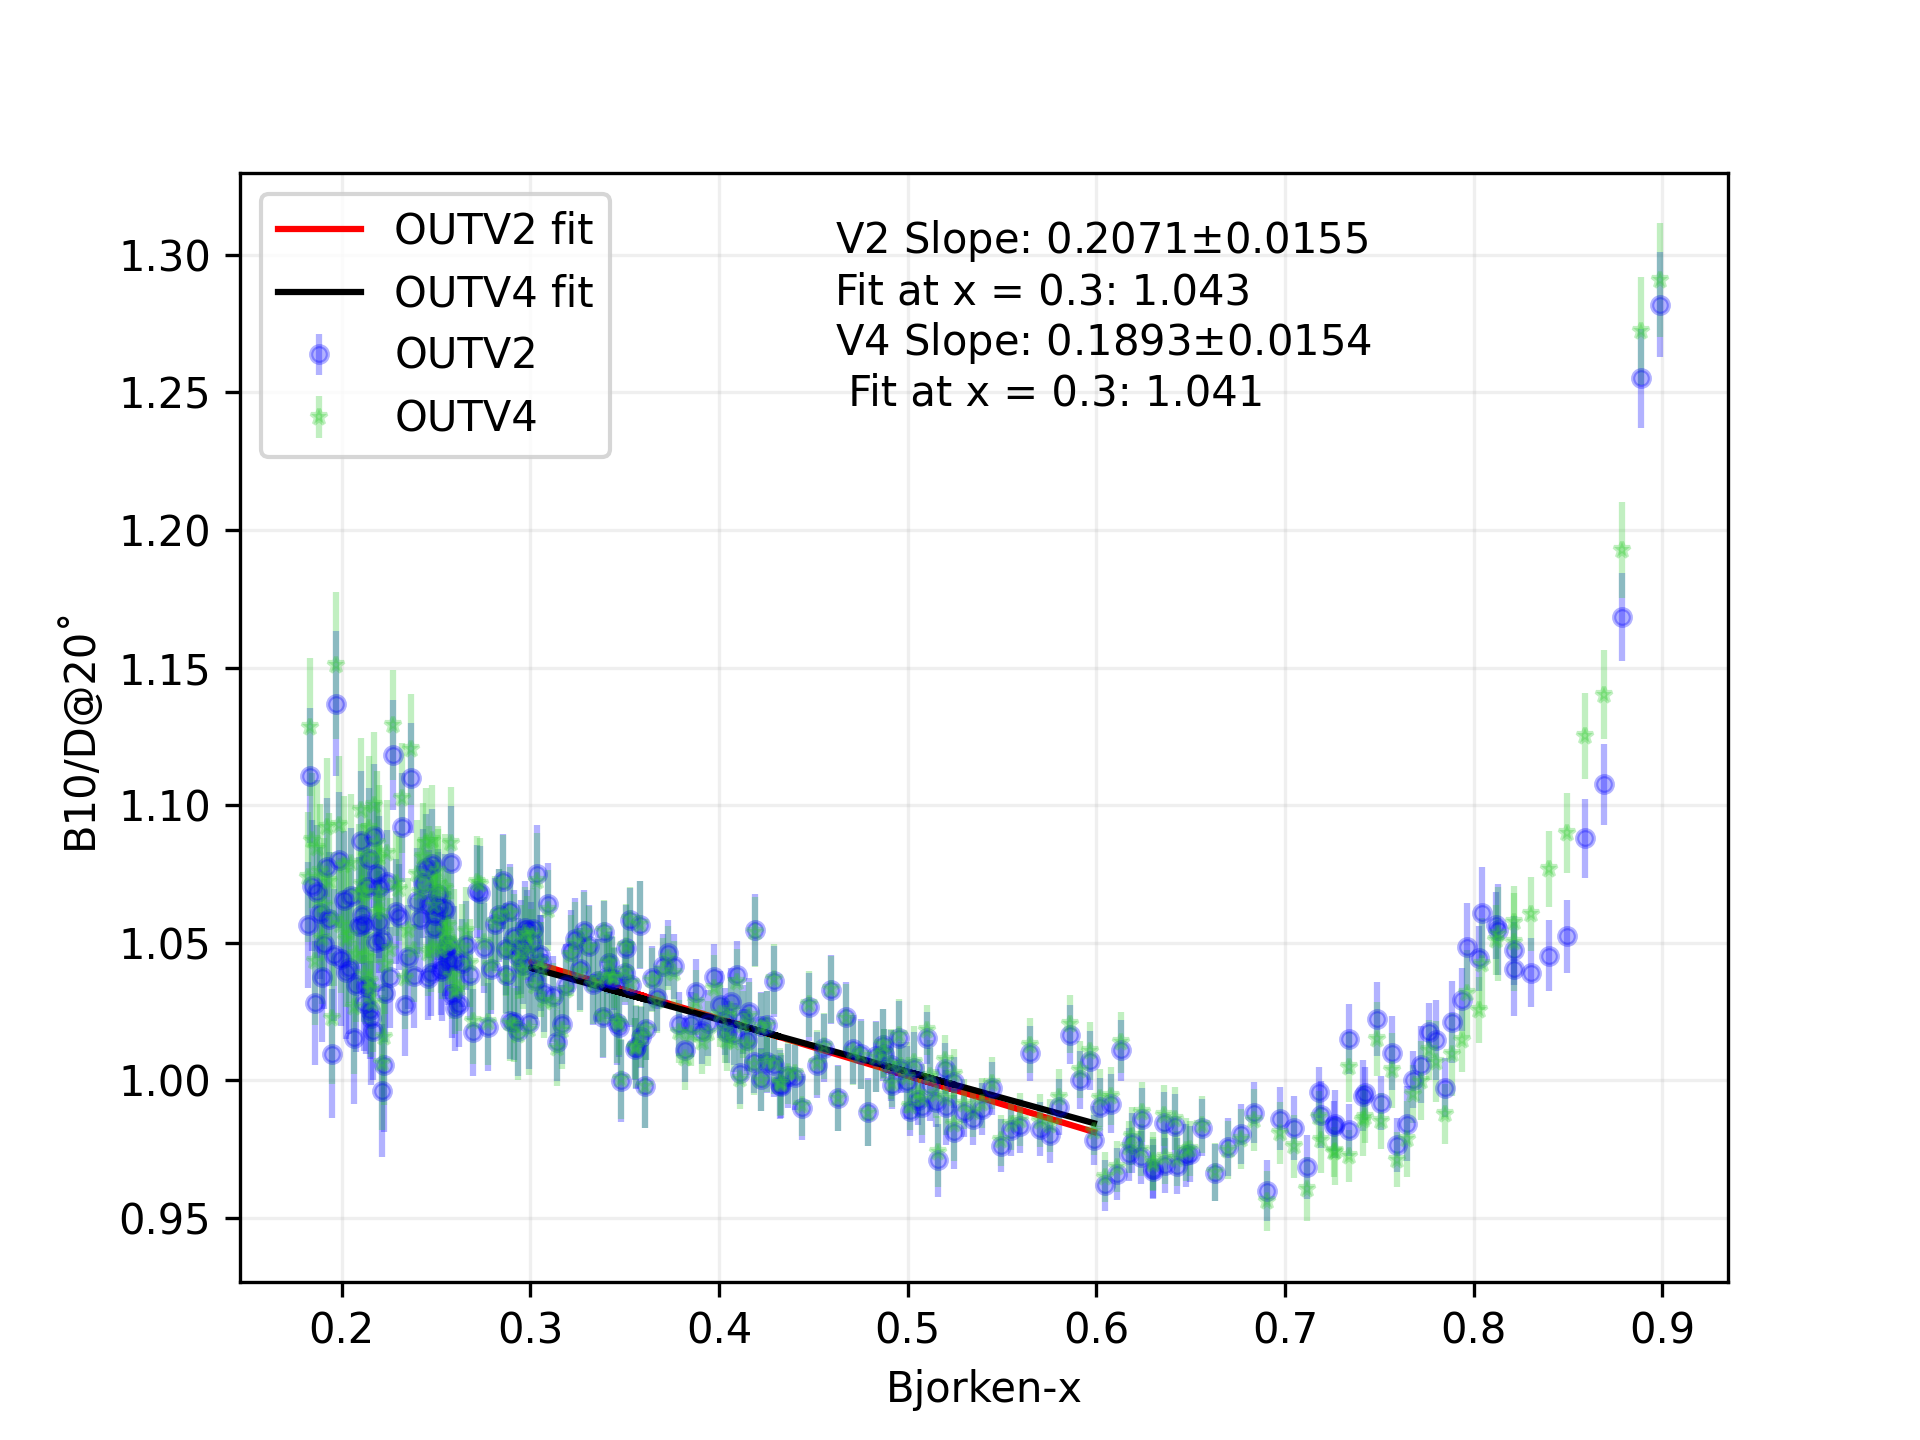 OUTV2 fit
OUTV4 fit
OUTV2
OUTV4
V2 Slope: 0.2071±0.0155
Fit at x = 0.3: 1.043
V4 Slope: 0.1893±0.0154
Fit at x = 0.3: 1.041
1.30
1.25
1.20
1.15
1.10
1.05
1.00
0.95
B10/D@20°
0.2 0.3 0.4 0.5 0.6 0.7 0.8 0.9
Bjorken-x